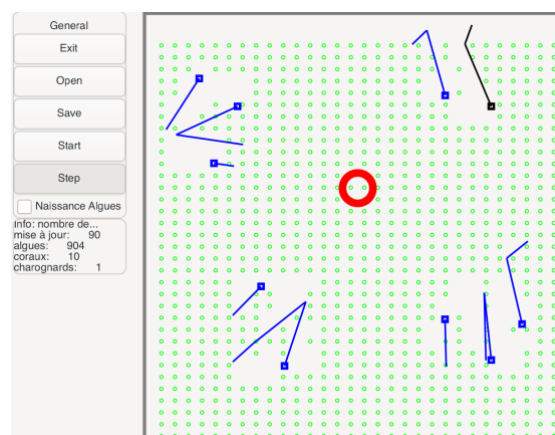 General
Exit
Open
Save
Start
Step
Naissance Algues
Info: nombre de...
mise à jour: 90
algues: 904
coraux: 10
charognards: 1